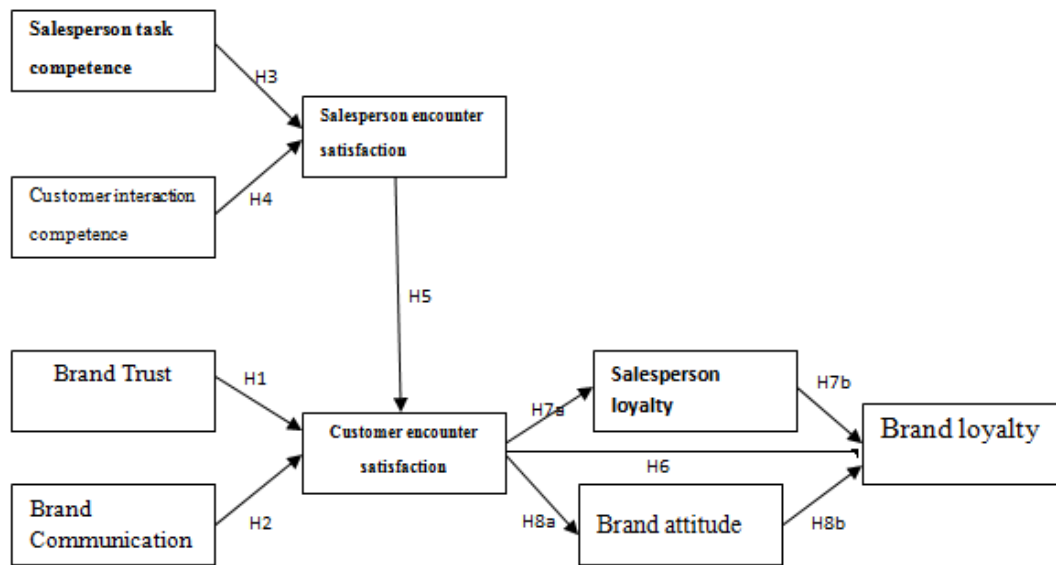 Salesperson task
competence
H3
Salesperson encounter
satisfaction
Customer interaction
competence
H4
H5
Brand Trust
H1
Customer encounter
satisfaction
Brand
Communication
H2
H7a
Salesperson
loyalty
H7b
Brand loyalty
H6
H8a
Brand attitude
H8b